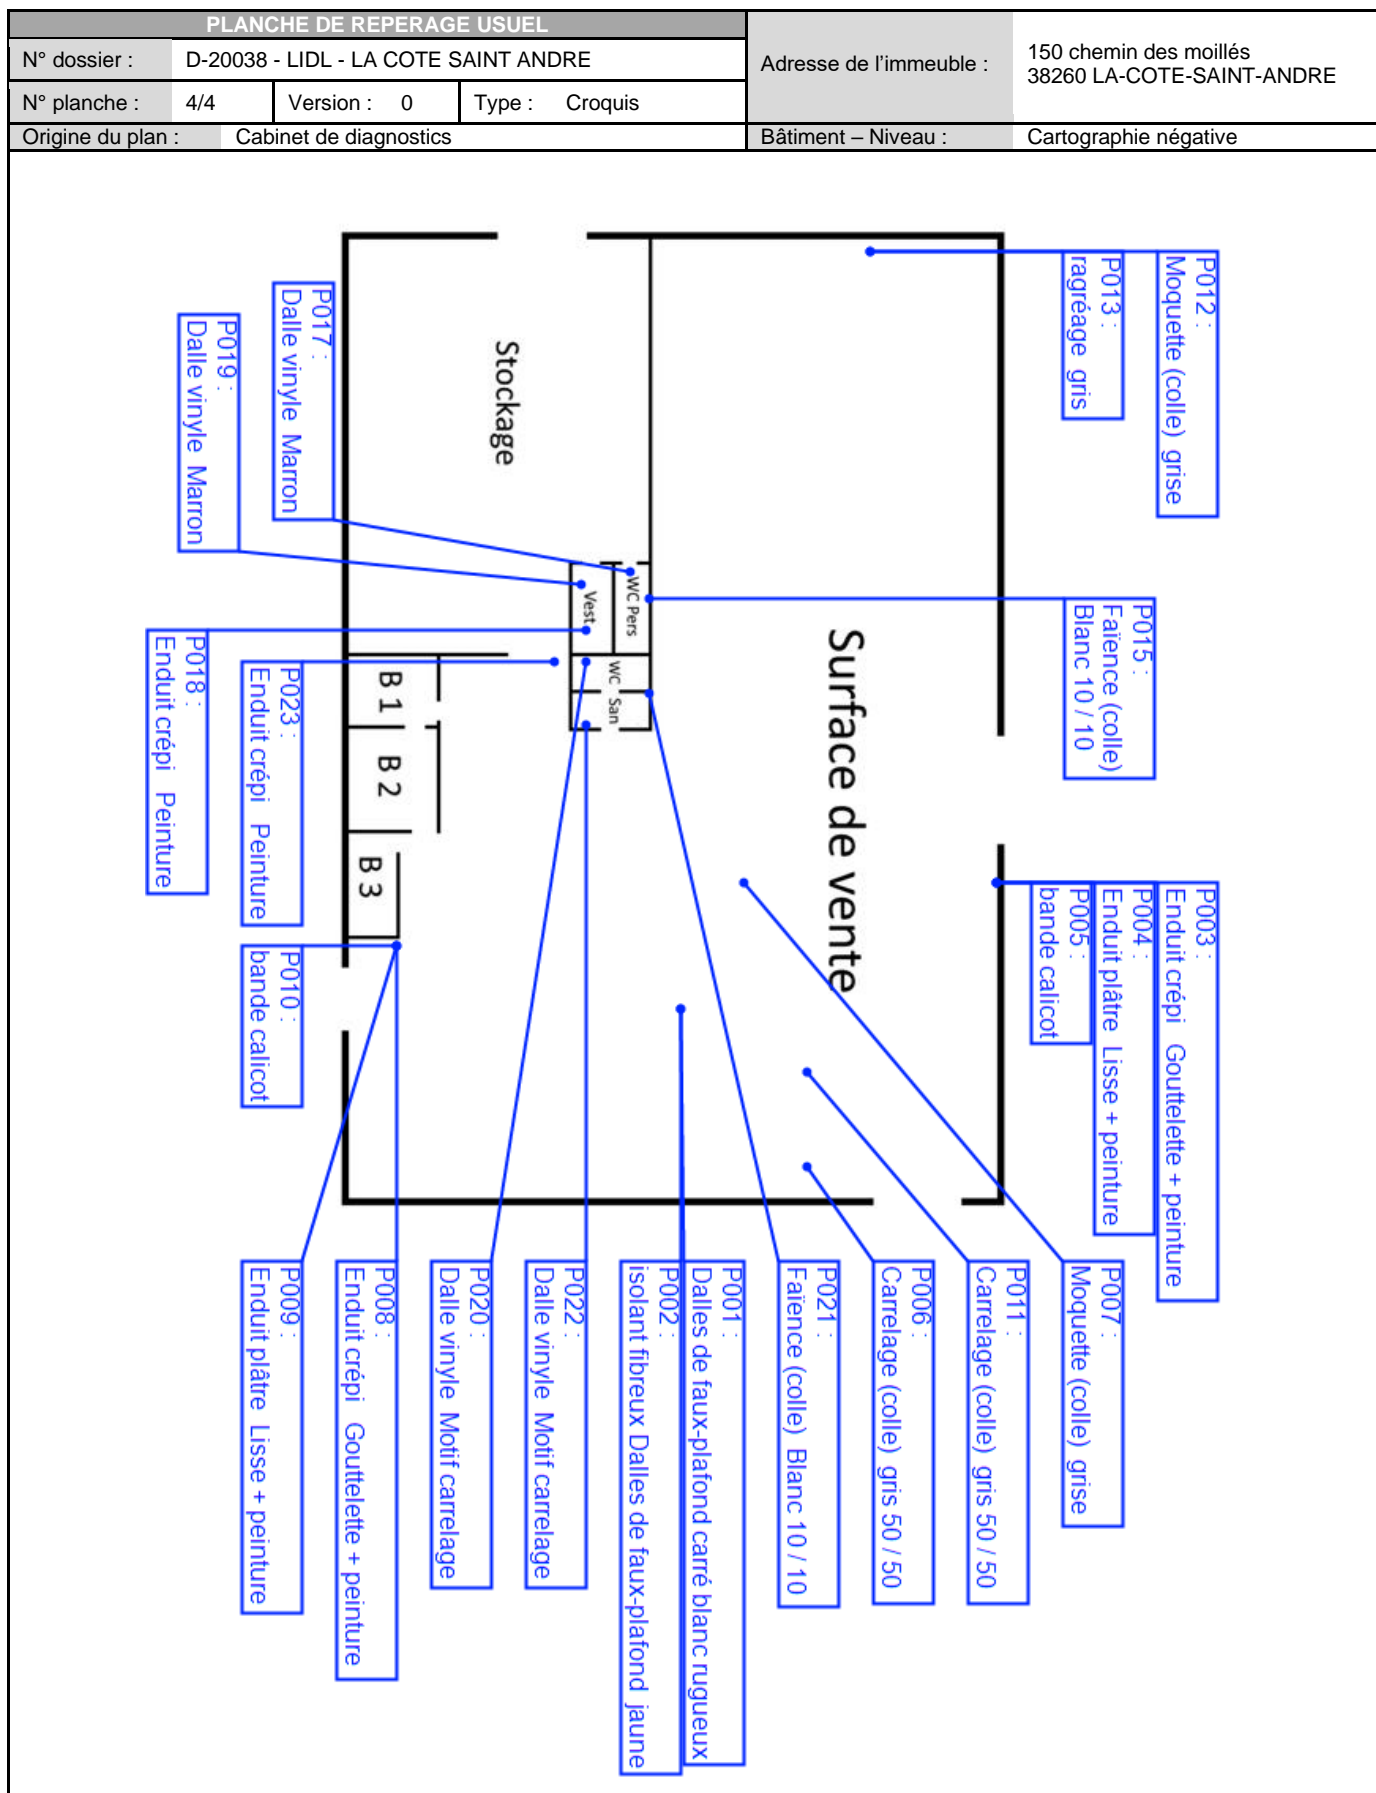 PLANCHE DE REPERAGE USUEL
N° dossier : D-20038 - LIDL - LA COTE SAINT ANDRE
Adresse de l'immeuble : 150 chemin des moillés
38260 LA-COTE-SAINT-ANDRE
N° planche : 4/4 Version : 0 Type : Croquis
Origine du plan : Cabinet de diagnostics
Bâtiment – Niveau : Cartographie négative
P012 :
Moquette (colle) grise
P013 :
ragréage gris
P015 :
Faïence (colle)
Blanc 10 / 10
P003 :
Enduit crépi Gouttelette + peinture
P004 :
Enduit plâtre Lisse + peinture
P005 :
bande calicot
P017 :
Dalle vinyle Marron
P019 :
Dalle vinyle Marron
P018 :
Enduit crépi Peinture
P023 :
Enduit crépi Peinture
P010 :
bande calicot
Stockage
Surface de vente
WC Pers
Vest
WC
San
B 1
B 2
B 3
P007 :
Moquette (colle) grise
P011 :
Carrelage (colle) gris 50 / 50
P006 :
Carrelage (colle) gris 50 / 50
P021 :
Faïence (colle) Blanc 10 / 10
P001 :
Dalles de faux-plafond carré blanc rugueux
P002 :
isolant fibreux Dalles de faux-plafond jaune
P022 :
Dalle vinyle Motif carrelage
P020 :
Dalle vinyle Motif carrelage
P008 :
Enduit crépi Gouttelette + peinture
P009 :
Enduit plâtre Lisse + peinture